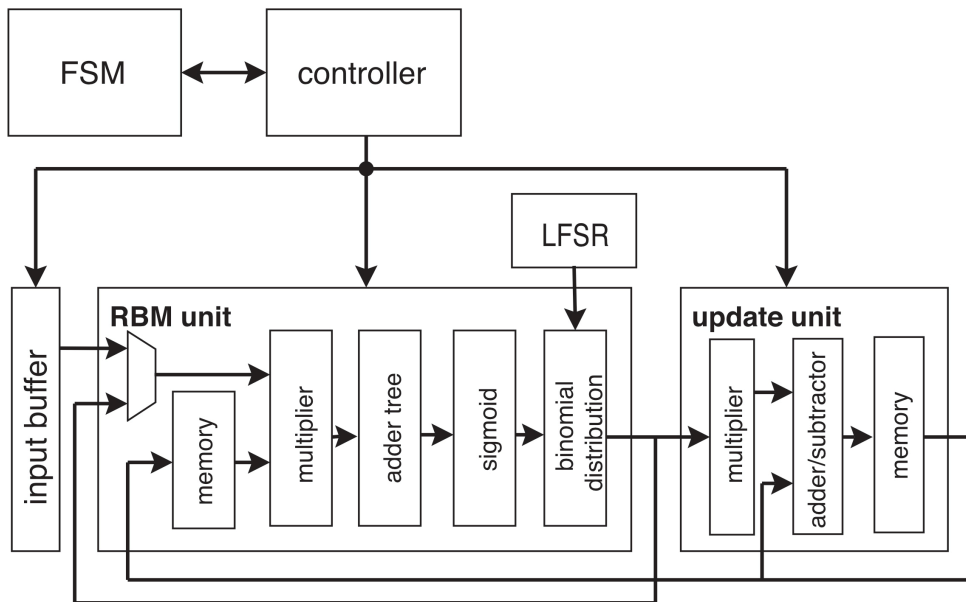 FSM
controller
LFSR
input buffer
RBM unit
memory
multiplier
adder tree
sigmoid
binomial
distribution
update unit
multiplier
adder/subtractor
memory